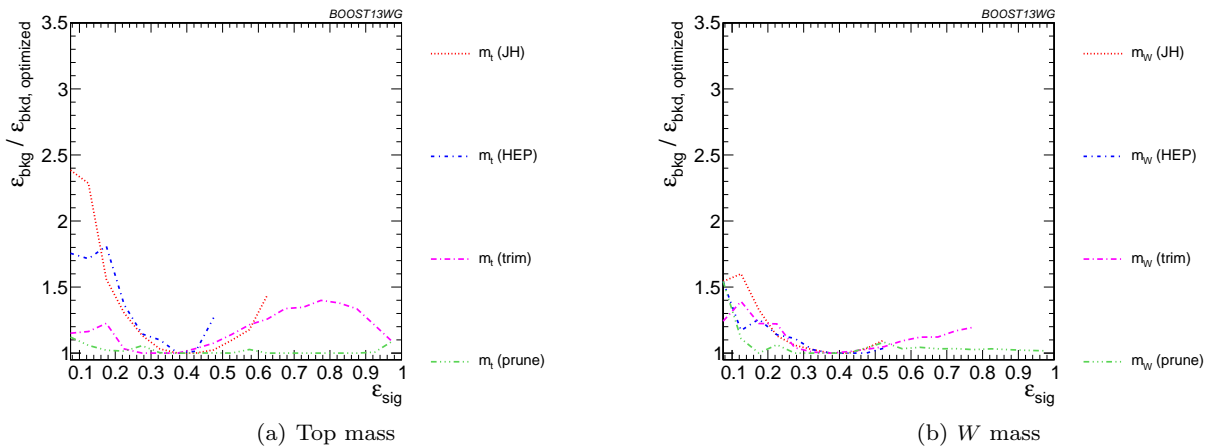 BOOST13WG
ε_bkg / ε_bkd, optimized
3.5
3
2.5
2
1.5
1
0.1 0.2 0.3 0.4 0.5 0.6 0.7 0.8 0.9 1
ε_sig
m_t (JH)
m_t (HEP)
m_t (trim)
m_t (prune)
(a) Top mass
BOOST13WG
ε_bkg / ε_bkd, optimized
3.5
3
2.5
2
1.5
1
0.1 0.2 0.3 0.4 0.5 0.6 0.7 0.8 0.9 1
ε_sig
m_W (JH)
m_W (HEP)
m_W (trim)
m_W (prune)
(b) W mass